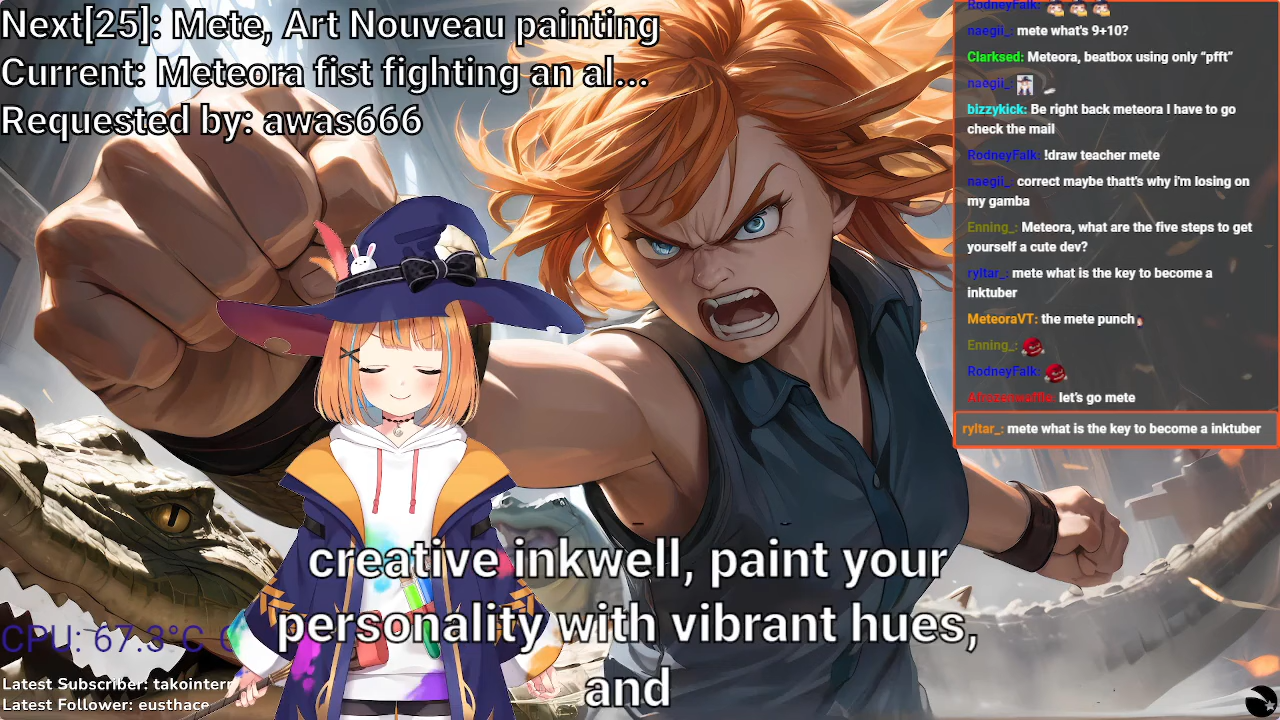 Next[25]: Mete, Art Nouveau painting
Current: Meteora fist fighting an al...
Requested by: awas666
RodneyFalk:
naegii_: mete what's 9+10?
Clarksed: Meteora, beatbox using only “pfft”
naegii_:
bizzykick: Be right back meteora I have to go
check the mail
RodneyFalk: !draw teacher mete
naegii_: correct maybe thatt's why i'm losing on
my gamba
Enning_: Meteora, what are the five steps to get
yourself a cute dev?
ryltar_: mete what is the key to become a
inktuber
MeteoraVT: the mete punch
Enning_:
RodneyFalk:
Afrozenwaffle: let's go mete
ryltar_: mete what is the key to become a inktuber
creative inkwell, paint your
personality with vibrant hues,
and
CPU: 67.3°C
Latest Subscriber: takointerr
Latest Follower: eusthace